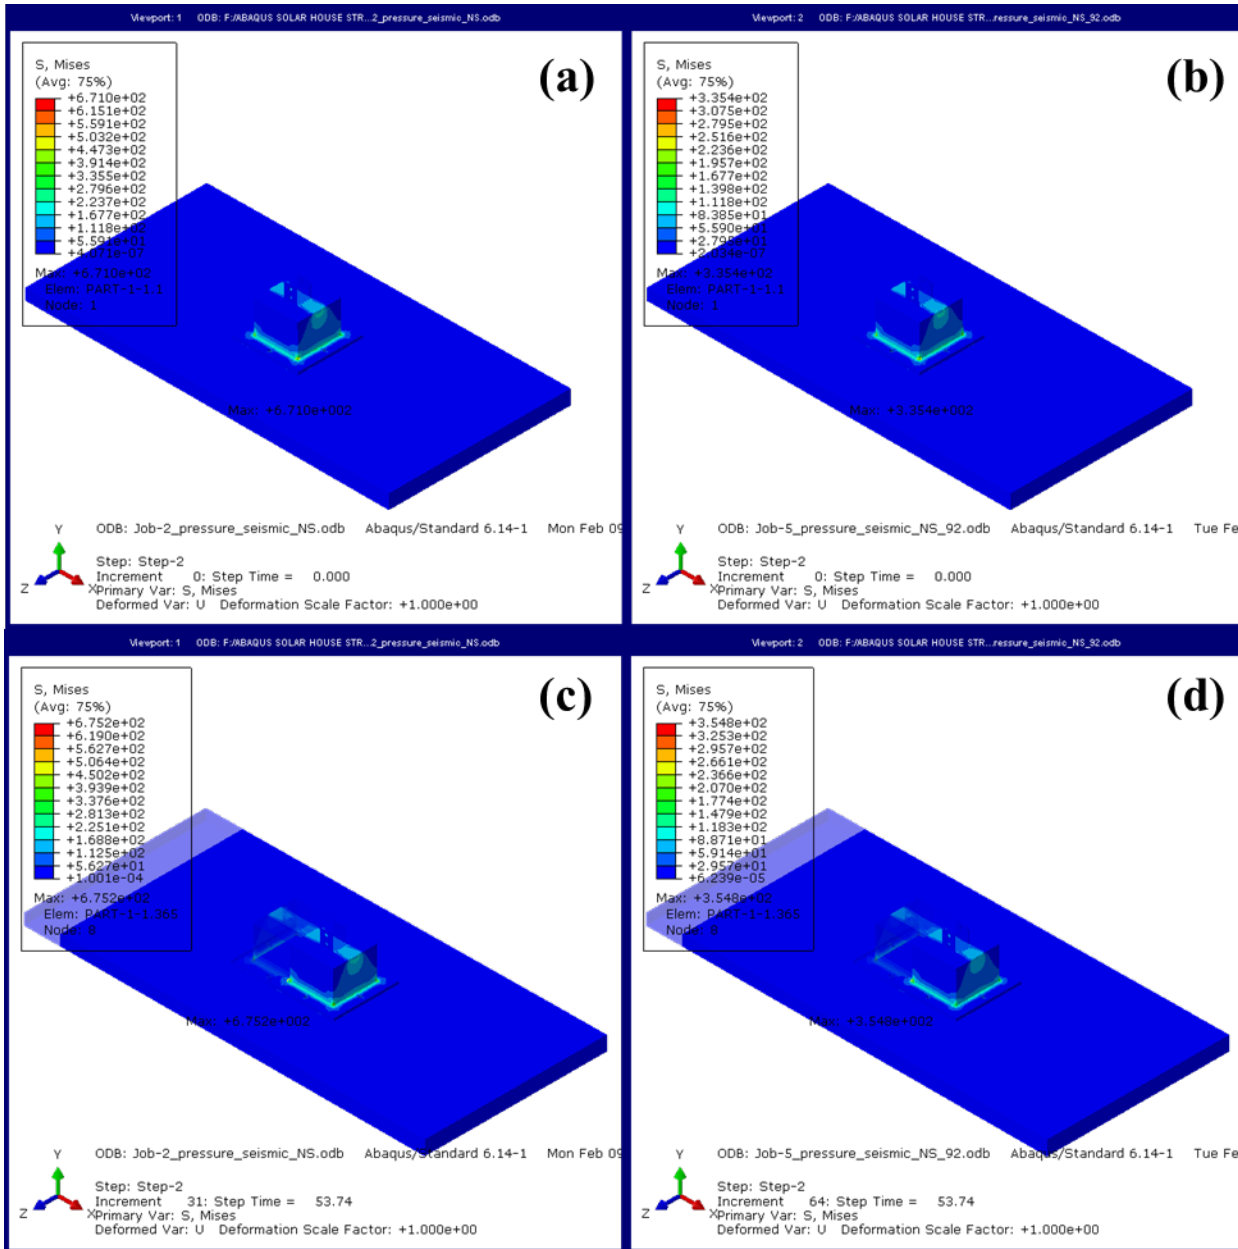 Viewport: 1 ODB: F:/ABAQUS SOLAR HOUSE STR...2_pressure_seismic_NS.odb
(a)
S, Mises
(Avg: 75%)
+6.710e+02
+6.151e+02
+5.591e+02
+5.032e+02
+4.473e+02
+3.914e+02
+3.355e+02
+2.796e+02
+2.237e+02
+1.677e+02
+1.118e+02
+5.591e+01
+4.071e-07
Max: +6.710e+02
Elem: PART-1-1.1
Node: 1
Max: +6.710e+002
Y
Z
X
ODB: Job-2_pressure_seismic_NS.odb Abaqus/Standard 6.14-1 Mon Feb 09
Step: Step-2
Increment 0: Step Time = 0.000
Primary Var: S, Mises
Deformed Var: U Deformation Scale Factor: +1.000e+00
Viewport: 2 ODB: F:/ABAQUS SOLAR HOUSE STR...ressure_seismic_NS_92.odb
(b)
S, Mises
(Avg: 75%)
+3.354e+02
+3.075e+02
+2.795e+02
+2.516e+02
+2.236e+02
+1.957e+02
+1.677e+02
+1.398e+02
+1.118e+02
+8.385e+01
+5.590e+01
+2.795e+01
+2.034e-07
Max: +3.354e+02
Elem: PART-1-1.1
Node: 1
Max: +3.354e+002
Y
Z
X
ODB: Job-5_pressure_seismic_NS_92.odb Abaqus/Standard 6.14-1 Tue Fe
Step: Step-2
Increment 0: Step Time = 0.000
Primary Var: S, Mises
Deformed Var: U Deformation Scale Factor: +1.000e+00
Viewport: 1 ODB: F:/ABAQUS SOLAR HOUSE STR...2_pressure_seismic_NS.odb
(c)
S, Mises
(Avg: 75%)
+6.752e+02
+6.190e+02
+5.627e+02
+5.064e+02
+4.502e+02
+3.939e+02
+3.376e+02
+2.813e+02
+2.251e+02
+1.688e+02
+1.125e+02
+5.627e+01
+1.001e-04
Max: +6.752e+02
Elem: PART-1-1.365
Node: 8
Max: +6.752e+002
Y
Z
X
ODB: Job-2_pressure_seismic_NS.odb Abaqus/Standard 6.14-1 Mon Feb 09
Step: Step-2
Increment 31: Step Time = 53.74
Primary Var: S, Mises
Deformed Var: U Deformation Scale Factor: +1.000e+00
Viewport: 2 ODB: F:/ABAQUS SOLAR HOUSE STR...ressure_seismic_NS_92.odb
(d)
S, Mises
(Avg: 75%)
+3.548e+02
+3.253e+02
+2.957e+02
+2.661e+02
+2.366e+02
+2.070e+02
+1.774e+02
+1.479e+02
+1.183e+02
+8.871e+01
+5.914e+01
+2.957e+01
+6.239e-05
Max: +3.548e+02
Elem: PART-1-1.365
Node: 8
Max: +3.548e+002
Y
Z
X
ODB: Job-5_pressure_seismic_NS_92.odb Abaqus/Standard 6.14-1 Tue Fe
Step: Step-2
Increment 64: Step Time = 53.74
Primary Var: S, Mises
Deformed Var: U Deformation Scale Factor: +1.000e+00